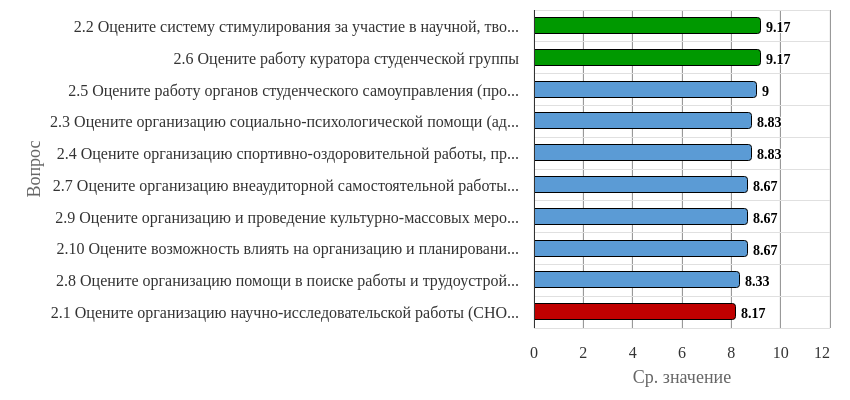 2.2 Оцените систему стимулирования за участие в научной, тво... 9.17
2.6 Оцените работу куратора студенческой группы 9.17
2.5 Оцените работу органов студенческого самоуправления (про... 9
2.3 Оцените организацию социально-психологической помощи (ад... 8.83
2.4 Оцените организацию спортивно-оздоровительной работы, пр... 8.83
2.7 Оцените организацию внеаудиторной самостоятельной работы... 8.67
2.9 Оцените организацию и проведение культурно-массовых меро... 8.67
2.10 Оцените возможность влиять на организацию и планировани... 8.67
2.8 Оцените организацию помощи в поиске работы и трудоустрой... 8.33
2.1 Оцените организацию научно-исследовательской работы (СНО... 8.17
Вопрос
0 2 4 6 8 10 12
Ср. значение